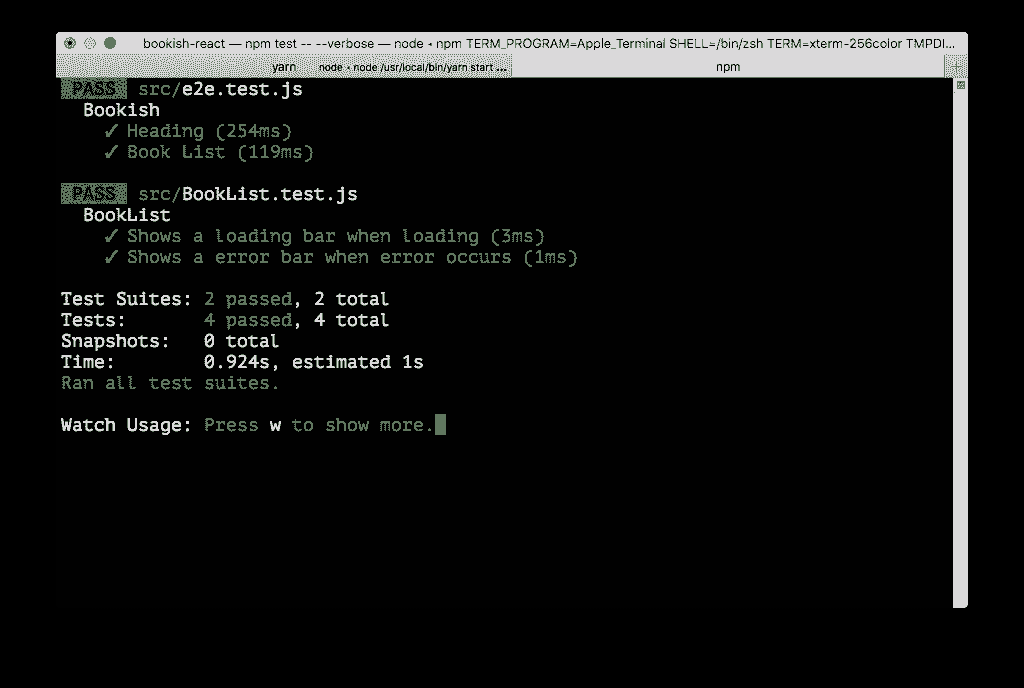 bookish-react — npm test -- --verbose — node ◂ npm TERM_PROGRAM=Apple_Terminal SHELL=/bin/zsh TERM=xterm-256color TMPDI...
yarn node ◂ node /usr/local/bin/yarn start ... npm +
PASS src/e2e.test.js
Bookish
✓ Heading (254ms)
✓ Book List (119ms)
PASS src/BookList.test.js
BookList
✓ Shows a loading bar when loading (3ms)
✓ Shows a error bar when error occurs (1ms)
Test Suites: 2 passed, 2 total
Tests: 4 passed, 4 total
Snapshots: 0 total
Time: 0.924s, estimated 1s
Ran all test suites.
Watch Usage: Press w to show more.